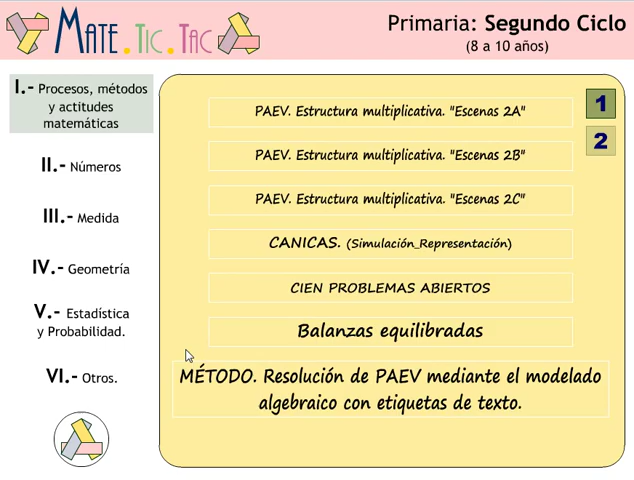 MATE.TIC.TAC
Primaria: Segundo Ciclo
(8 a 10 años)
I.- Procesos, métodos
y actitudes
matemáticas
II.- Números
III.- Medida
IV.- Geometría
V.- Estadística
y Probabilidad.
VI.- Otros.
PAEV. Estructura multiplicativa. "Escenas 2A"
PAEV. Estructura multiplicativa. "Escenas 2B"
PAEV. Estructura multiplicativa. "Escenas 2C"
CANICAS. (Simulación_Representación)
CIEN PROBLEMAS ABIERTOS
Balanzas equilibradas
MÉTODO. Resolución de PAEV mediante el modelado
algebraico con etiquetas de texto.
1
2